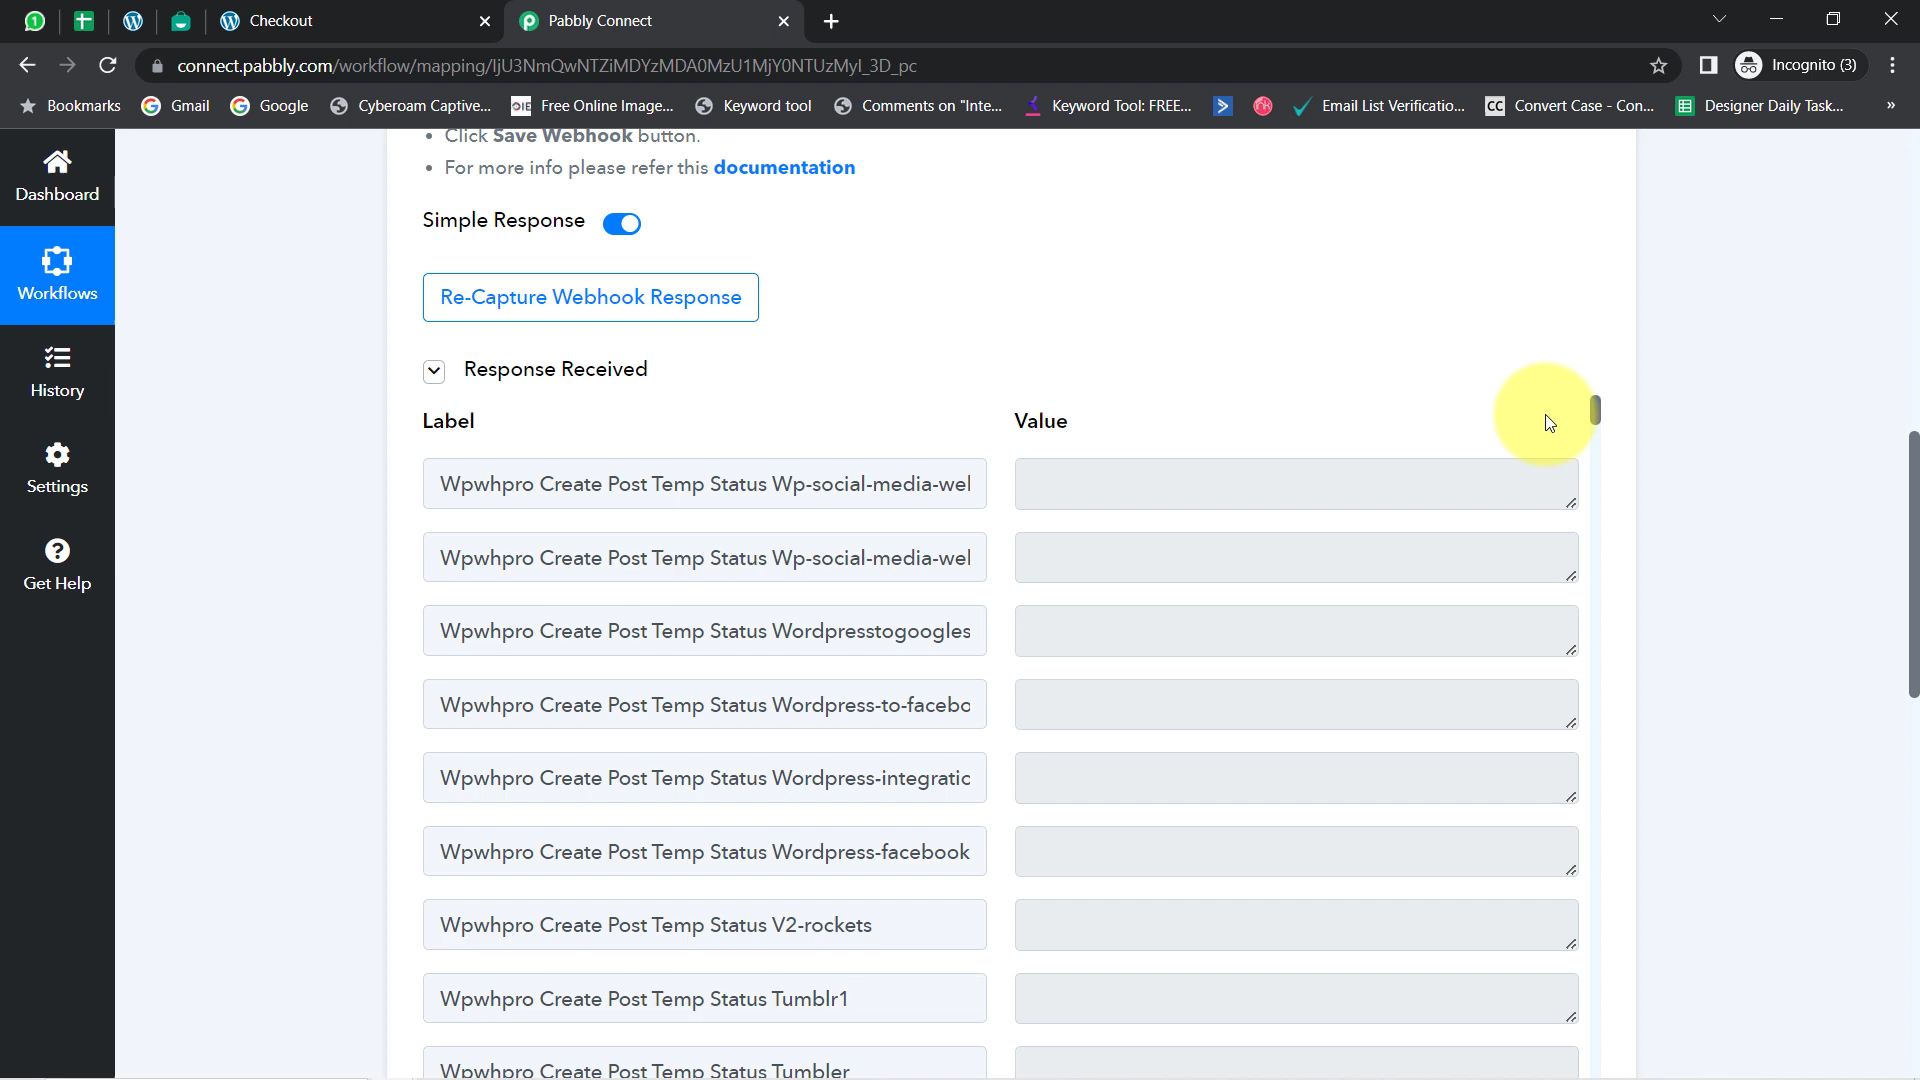 Checkout
Pabbly Connect
connect.pabbly.com/workflow/mapping/IjU3NmQwNTZiMDYzMDA0MzU1MjY0NTUzMyI_3D_pc
Incognito (3)
Bookmarks
Gmail
Google
Cyberoam Captive...
Free Online Image...
Keyword tool
Comments on "Inte...
Keyword Tool: FREE...
Email List Verificatio...
CC
Convert Case - Con...
Designer Daily Task...
»
Dashboard
Workflows
History
Settings
Get Help
• Click Save Webhook button.
• For more info please refer this documentation
Simple Response
Re-Capture Webhook Response
Response Received
Label
Value
Wpwhpro Create Post Temp Status Wp-social-media-wel
Wpwhpro Create Post Temp Status Wp-social-media-wel
Wpwhpro Create Post Temp Status Wordpresstogoogles
Wpwhpro Create Post Temp Status Wordpress-to-facebo
Wpwhpro Create Post Temp Status Wordpress-integratic
Wpwhpro Create Post Temp Status Wordpress-facebook
Wpwhpro Create Post Temp Status V2-rockets
Wpwhpro Create Post Temp Status Tumblr1
Wpwhpro Create Post Temp Status Tumbler